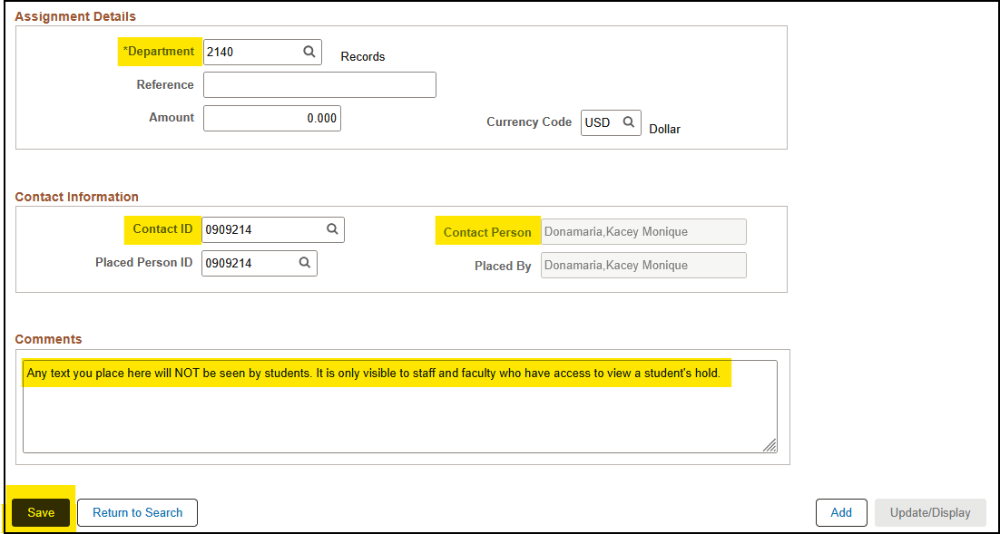 Assignment Details
*Department 2140 Records
Reference
Amount 0.000 Currency Code USD Dollar
Contact Information
Contact ID 0909214 Contact Person Donamaria,Kacey Monique
Placed Person ID 0909214 Placed By Donamaria,Kacey Monique
Comments
Any text you place here will NOT be seen by students. It is only visible to staff and faculty who have access to view a student's hold.
Save Return to Search Add Update/Display